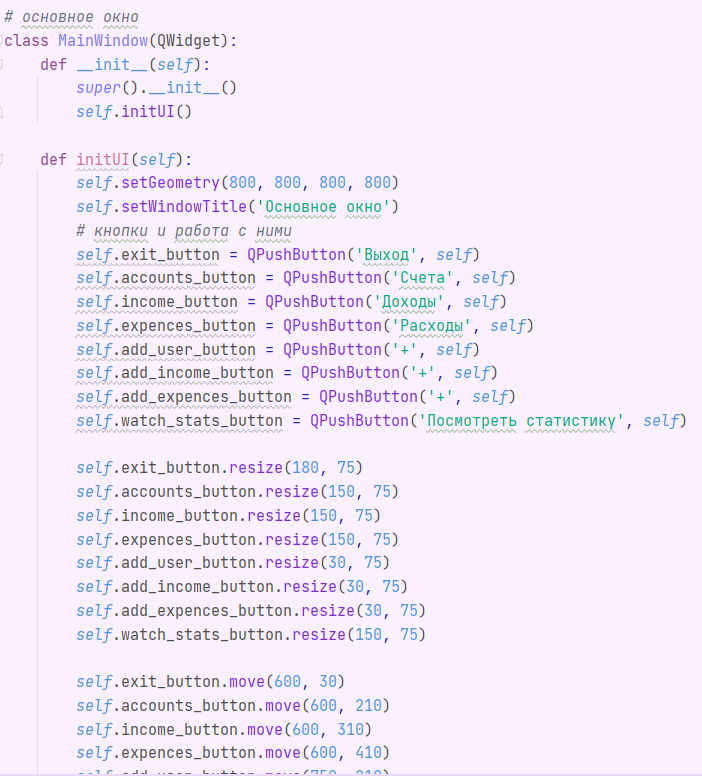 # основное окно
class MainWindow(QWidget):
    def __init__(self):
        super().__init__()
        self.initUI()

    def initUI(self):
        self.setGeometry(800, 800, 800, 800)
        self.setWindowTitle('Основное окно')
        # кнопки и работа с ними
        self.exit_button = QPushButton('Выход', self)
        self.accounts_button = QPushButton('Счета', self)
        self.income_button = QPushButton('Доходы', self)
        self.expences_button = QPushButton('Расходы', self)
        self.add_user_button = QPushButton('+', self)
        self.add_income_button = QPushButton('+', self)
        self.add_expences_button = QPushButton('+', self)
        self.watch_stats_button = QPushButton('Посмотреть статистику', self)

        self.exit_button.resize(180, 75)
        self.accounts_button.resize(150, 75)
        self.income_button.resize(150, 75)
        self.expences_button.resize(150, 75)
        self.add_user_button.resize(30, 75)
        self.add_income_button.resize(30, 75)
        self.add_expences_button.resize(30, 75)
        self.watch_stats_button.resize(150, 75)

        self.exit_button.move(600, 30)
        self.accounts_button.move(600, 210)
        self.income_button.move(600, 310)
        self.expences_button.move(600, 410)